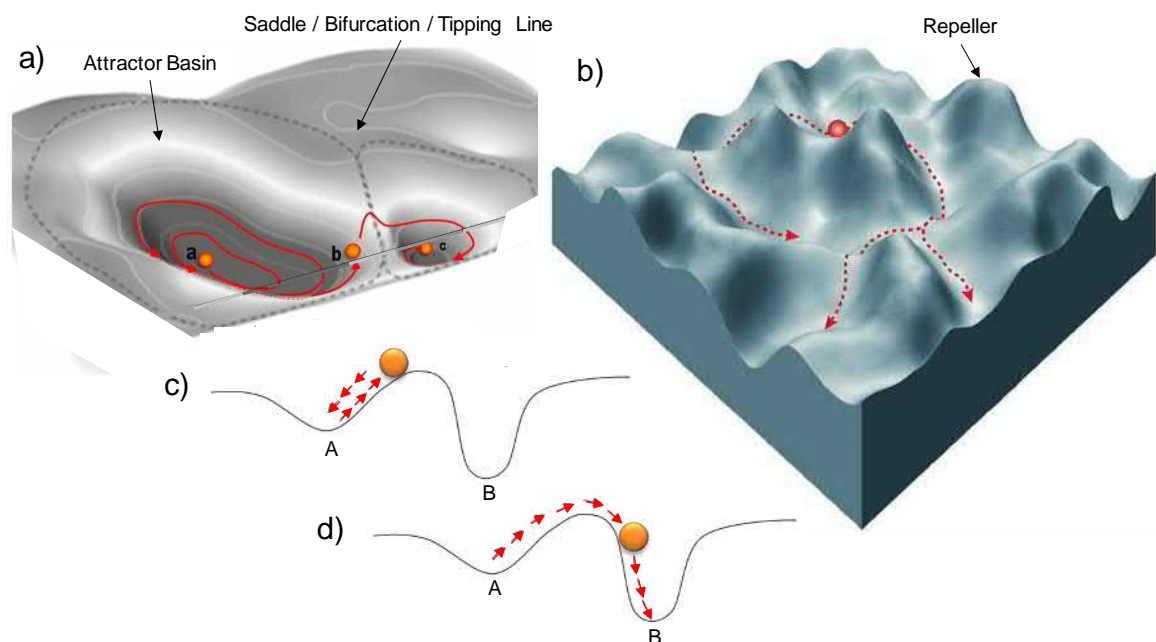 Saddle / Bifurcation / Tipping Line
a)
Attractor Basin
Repeller
b)
a
b
c
c)
A
B
d)
A
B